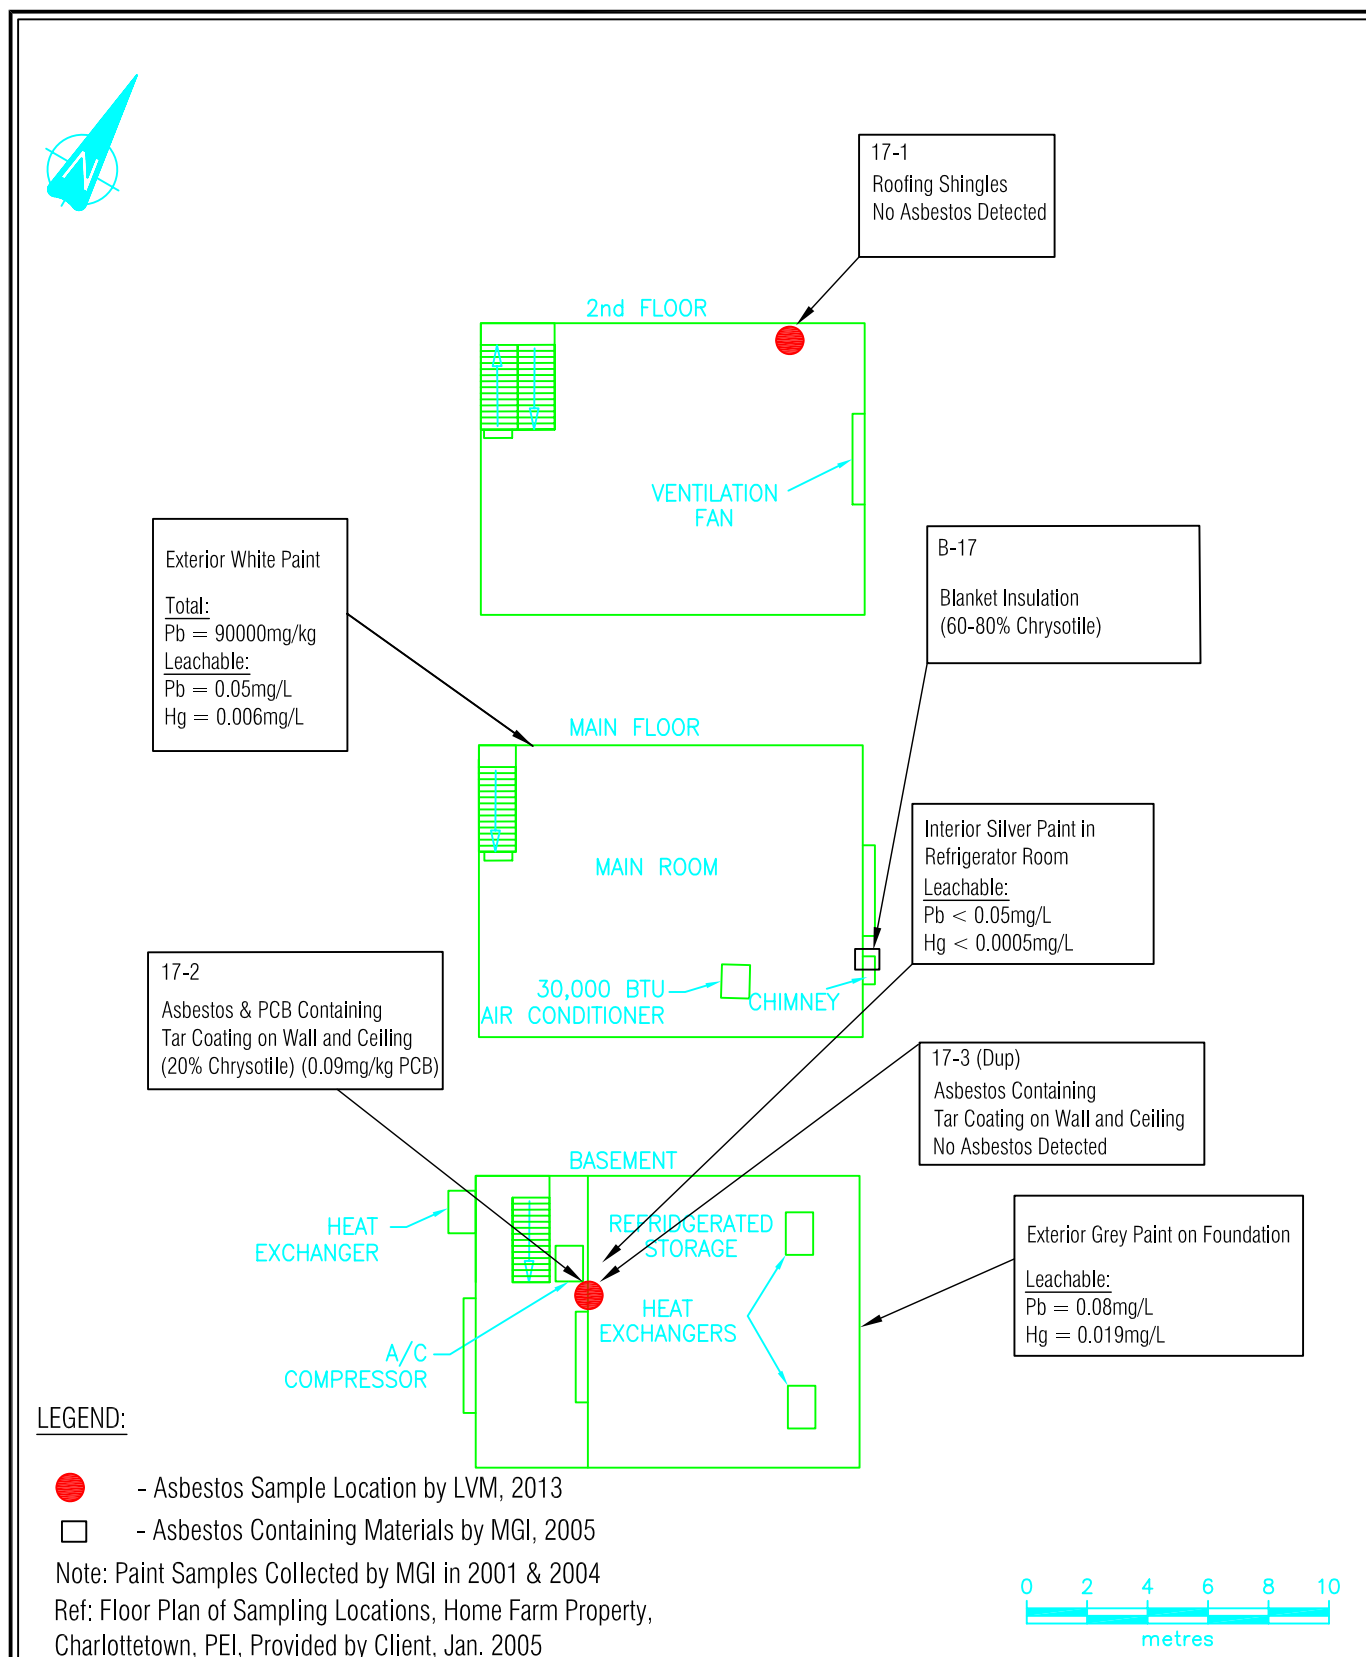 N
17-1
Roofing Shingles
No Asbestos Detected
2nd FLOOR
VENTILATION
FAN
Exterior White Paint
Total:
Pb = 90000mg/kg
Leachable:
Pb = 0.05mg/L
Hg = 0.006mg/L
B-17
Blanket Insulation
(60-80% Chrysotile)
MAIN FLOOR
MAIN ROOM
Interior Silver Paint in
Refrigerator Room
Leachable:
Pb < 0.05mg/L
Hg < 0.0005mg/L
30,000 BTU
AIR CONDITIONER
CHIMNEY
17-2
Asbestos & PCB Containing
Tar Coating on Wall and Ceiling
(20% Chrysotile) (0.09mg/kg PCB)
17-3 (Dup)
Asbestos Containing
Tar Coating on Wall and Ceiling
No Asbestos Detected
BASEMENT
HEAT
EXCHANGER
REFRIDGERATED
STORAGE
HEAT
EXCHANGERS
A/C
COMPRESSOR
Exterior Grey Paint on Foundation
Leachable:
Pb = 0.08mg/L
Hg = 0.019mg/L
LEGEND:
- Asbestos Sample Location by LVM, 2013
- Asbestos Containing Materials by MGI, 2005
Note: Paint Samples Collected by MGI in 2001 & 2004
Ref: Floor Plan of Sampling Locations, Home Farm Property,
Charlottetown, PEI, Provided by Client, Jan. 2005
0 2 4 6 8 10
metres